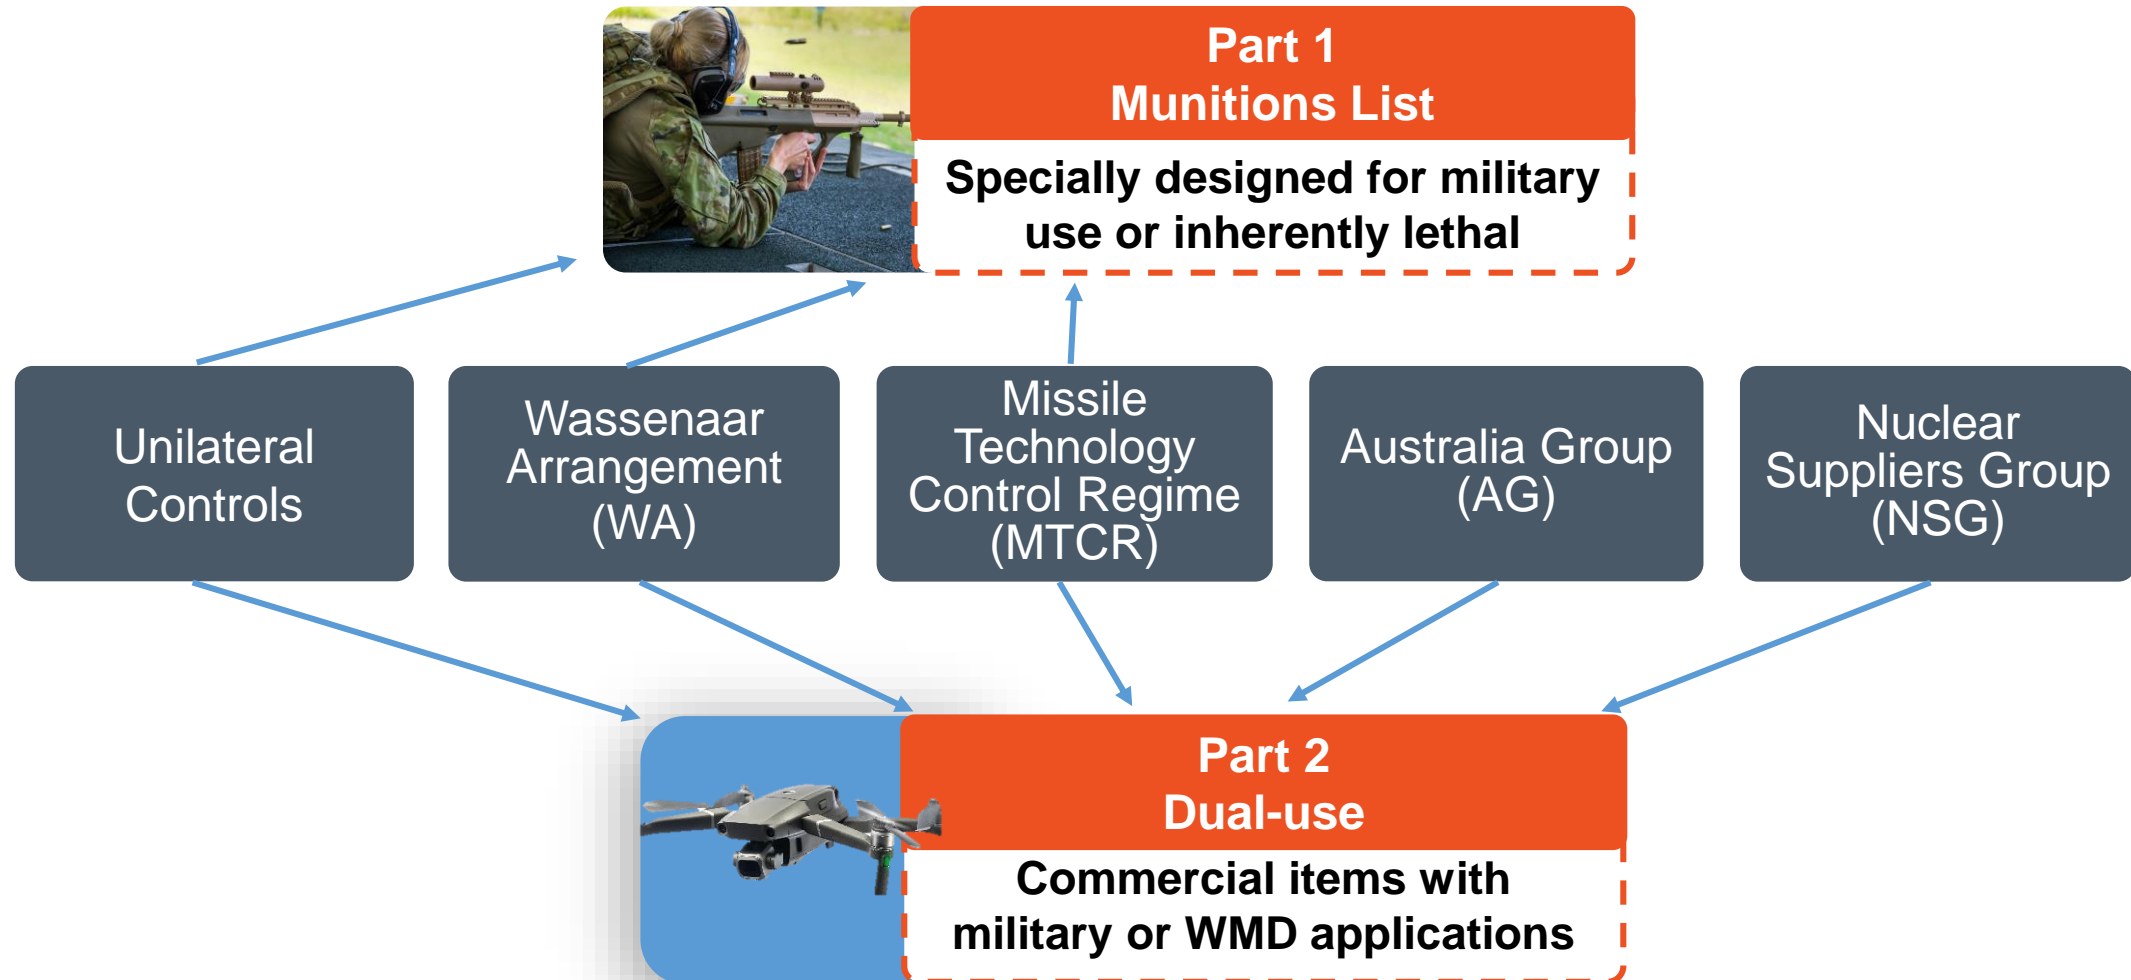 Part 1
Munitions List
Specially designed for military
use or inherently lethal
Unilateral
Controls
Wassenaar
Arrangement
(WA)
Missile
Technology
Control Regime
(MTCR)
Australia Group
(AG)
Nuclear
Suppliers Group
(NSG)
Part 2
Dual-use
Commercial items with
military or WMD applications